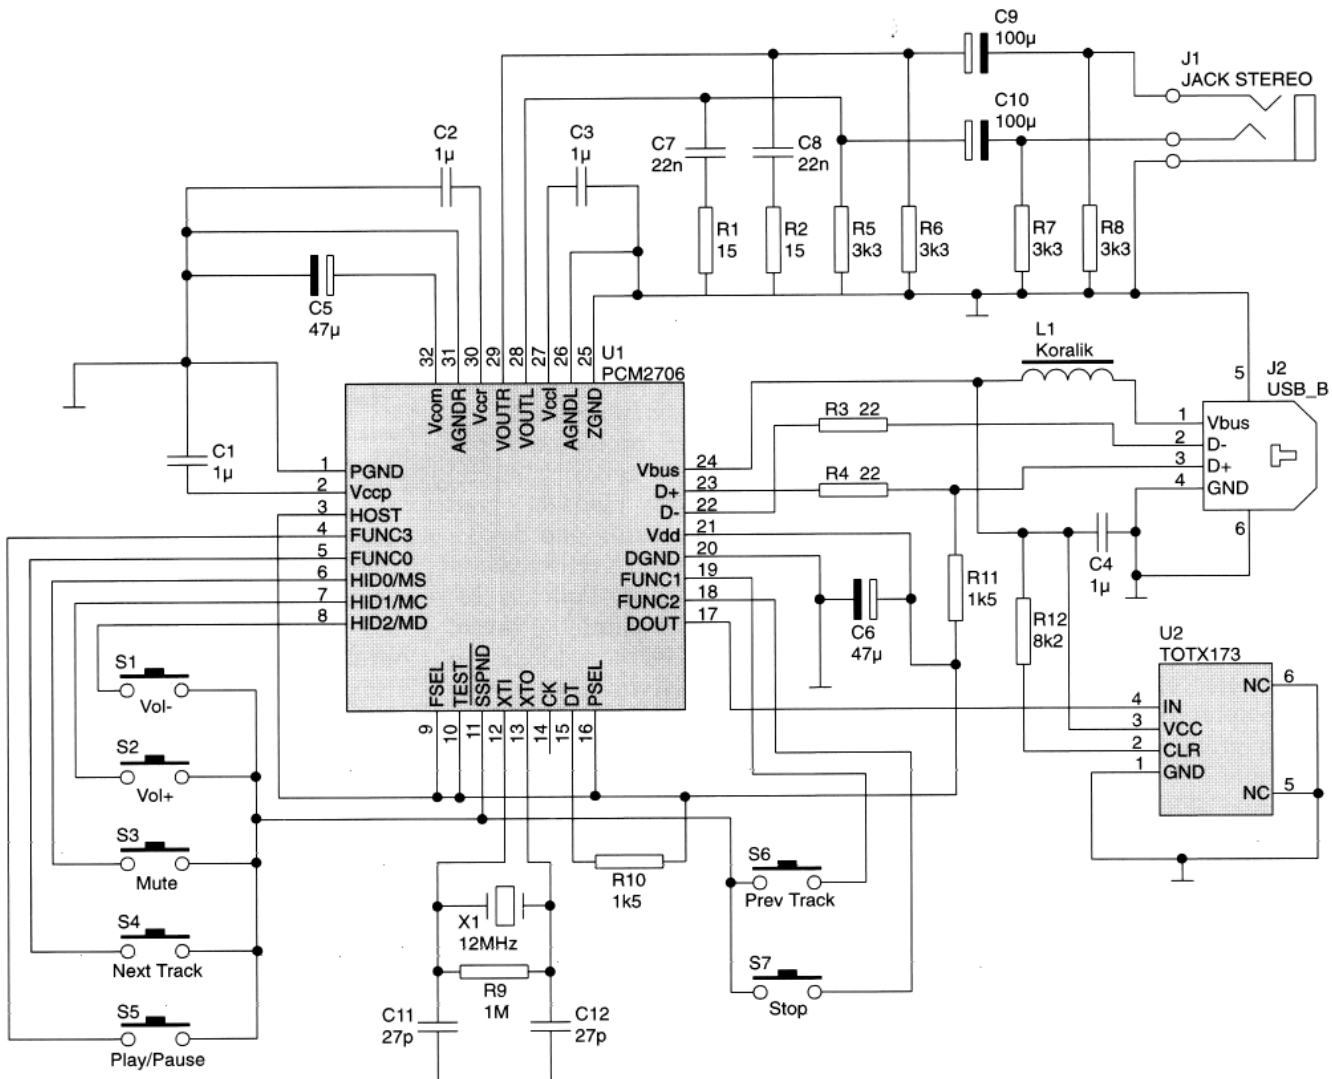 C9
100µ
J1
JACK STEREO
C10
100µ
C2
1µ
C3
1µ
C7
22n
C8
22n
R1
15
R2
15
R5
3k3
R6
3k3
R7
3k3
R8
3k3
C5
47µ
32 31 30 29 28 27 26 25
U1
PCM2706
Vcom AGNDR Vccr VOUTR VOUTL Vccl AGNDL ZGND
L1
Koralik
5
J2
USB_B
1 Vbus
2 D-
3 D+
4 GND
6
R3 22
R4 22
C1
1µ
1 PGND
2 Vccp
3 HOST
4 FUNC3
5 FUNC0
6 HID0/MS
7 HID1/MC
8 HID2/MD
Vbus 24
D+ 23
D- 22
Vdd 21
DGND 20
FUNC1 19
FUNC2 18
DOUT 17
C4
1µ
R11
1k5
R12
8k2
C6
47µ
U2
TOTX173
NC 6
4 IN
3 VCC
2 CLR
1 GND
NC 5
FSEL TEST SSPND XTI XTO CK DT PSEL
9 10 11 12 13 14 15 16
S1
Vol-
S2
Vol+
S3
Mute
S4
Next Track
S5
Play/Pause
R10
1k5
X1
12MHz
R9
1M
C11
27p
C12
27p
S6
Prev Track
S7
Stop